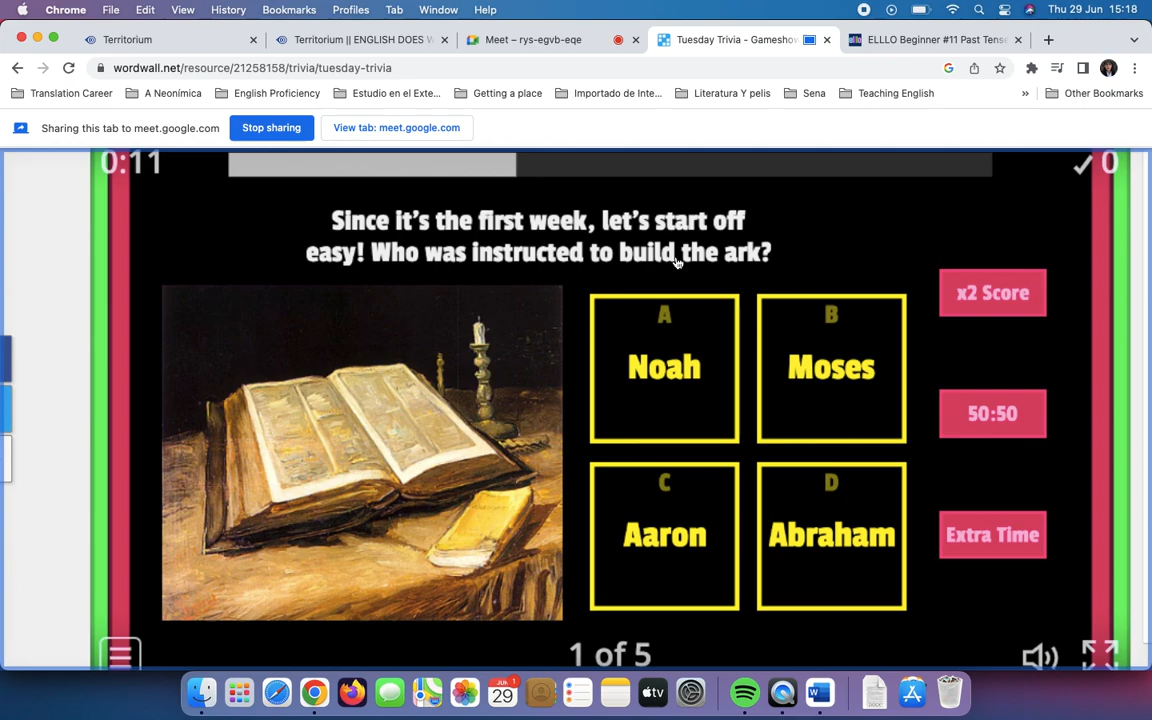 Chrome File Edit View History Bookmarks Profiles Tab Window Help Thu 29 Jun 15:18
Territorium Territorium || ENGLISH DOES W Meet – rys-egvb-eqe Tuesday Trivia - Gamesho ELLLO Beginner #11 Past Tense
wordwall.net/resource/21258158/trivia/tuesday-trivia
Translation Career A Neonímica English Proficiency Estudio en el Exte... Getting a place Importado de Inte... Literatura Y pelis Sena Teaching English » Other Bookmarks
Sharing this tab to meet.google.com Stop sharing View tab: meet.google.com
0:11 0
Since it's the first week, let's start off
easy! Who was instructed to build the ark?
x2 Score
A B
Noah Moses
50:50
C D
Aaron Abraham Extra Time
1 of 5
JUN 1
29
tv